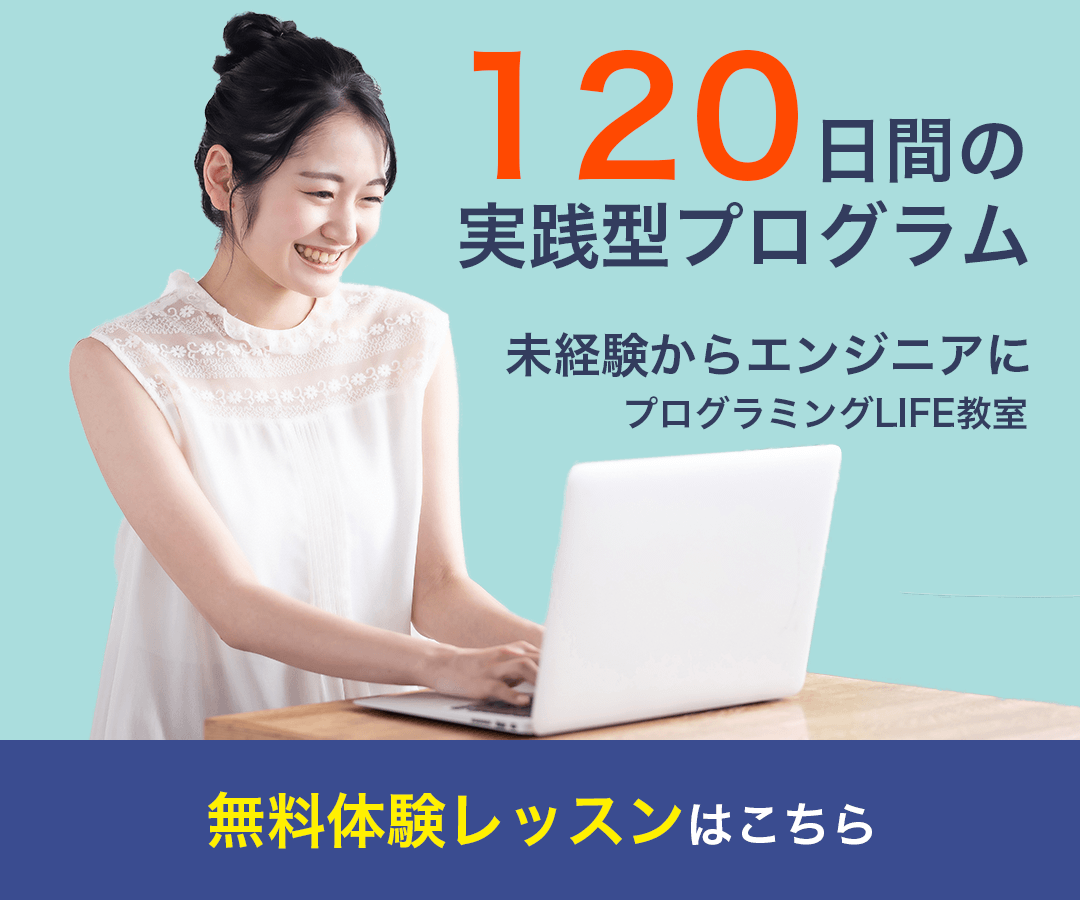 120日間の
実践型プログラム
未経験からエンジニアに
プログラミングLIFE教室
無料体験レッスンはこちら